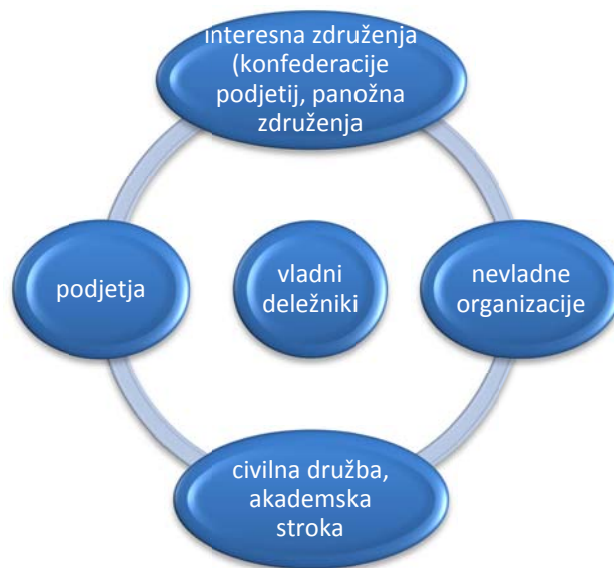 interesna združenja
(konfederacije
podjetij, panožna
združenja
podjetja
vladni
deležniki
nevladne
organizacije
civilna družba,
akademska
stroka